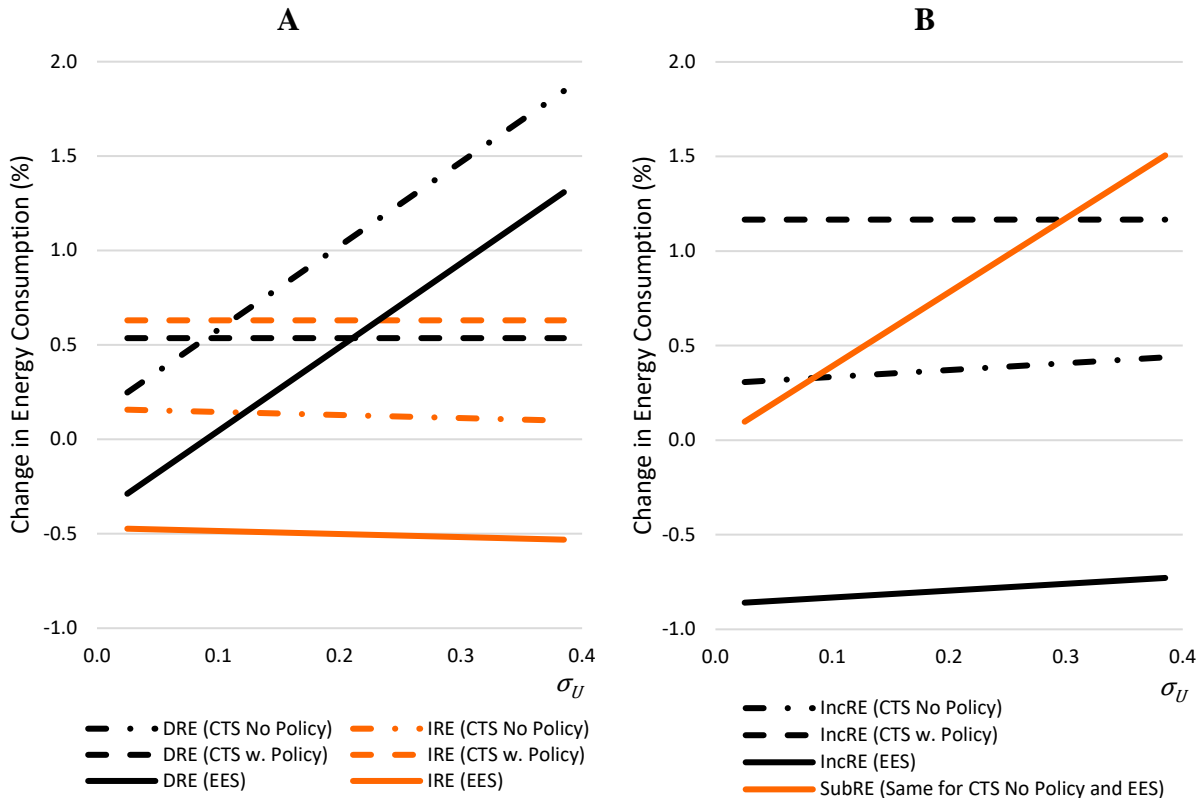 A
Change in Energy Consumption (%)
2.0
1.5
1.0
0.5
0.0
-0.5
-1.0
0.0 0.1 0.2 0.3 0.4
σU
DRE (CTS No Policy) IRE (CTS No Policy)
DRE (CTS w. Policy) IRE (CTS w. Policy)
DRE (EES) IRE (EES)
B
Change in Energy Consumption (%)
2.0
1.5
1.0
0.5
0.0
-0.5
-1.0
0.0 0.1 0.2 0.3 0.4
σU
IncRE (CTS No Policy)
IncRE (CTS w. Policy)
IncRE (EES)
SubRE (Same for CTS No Policy and EES)